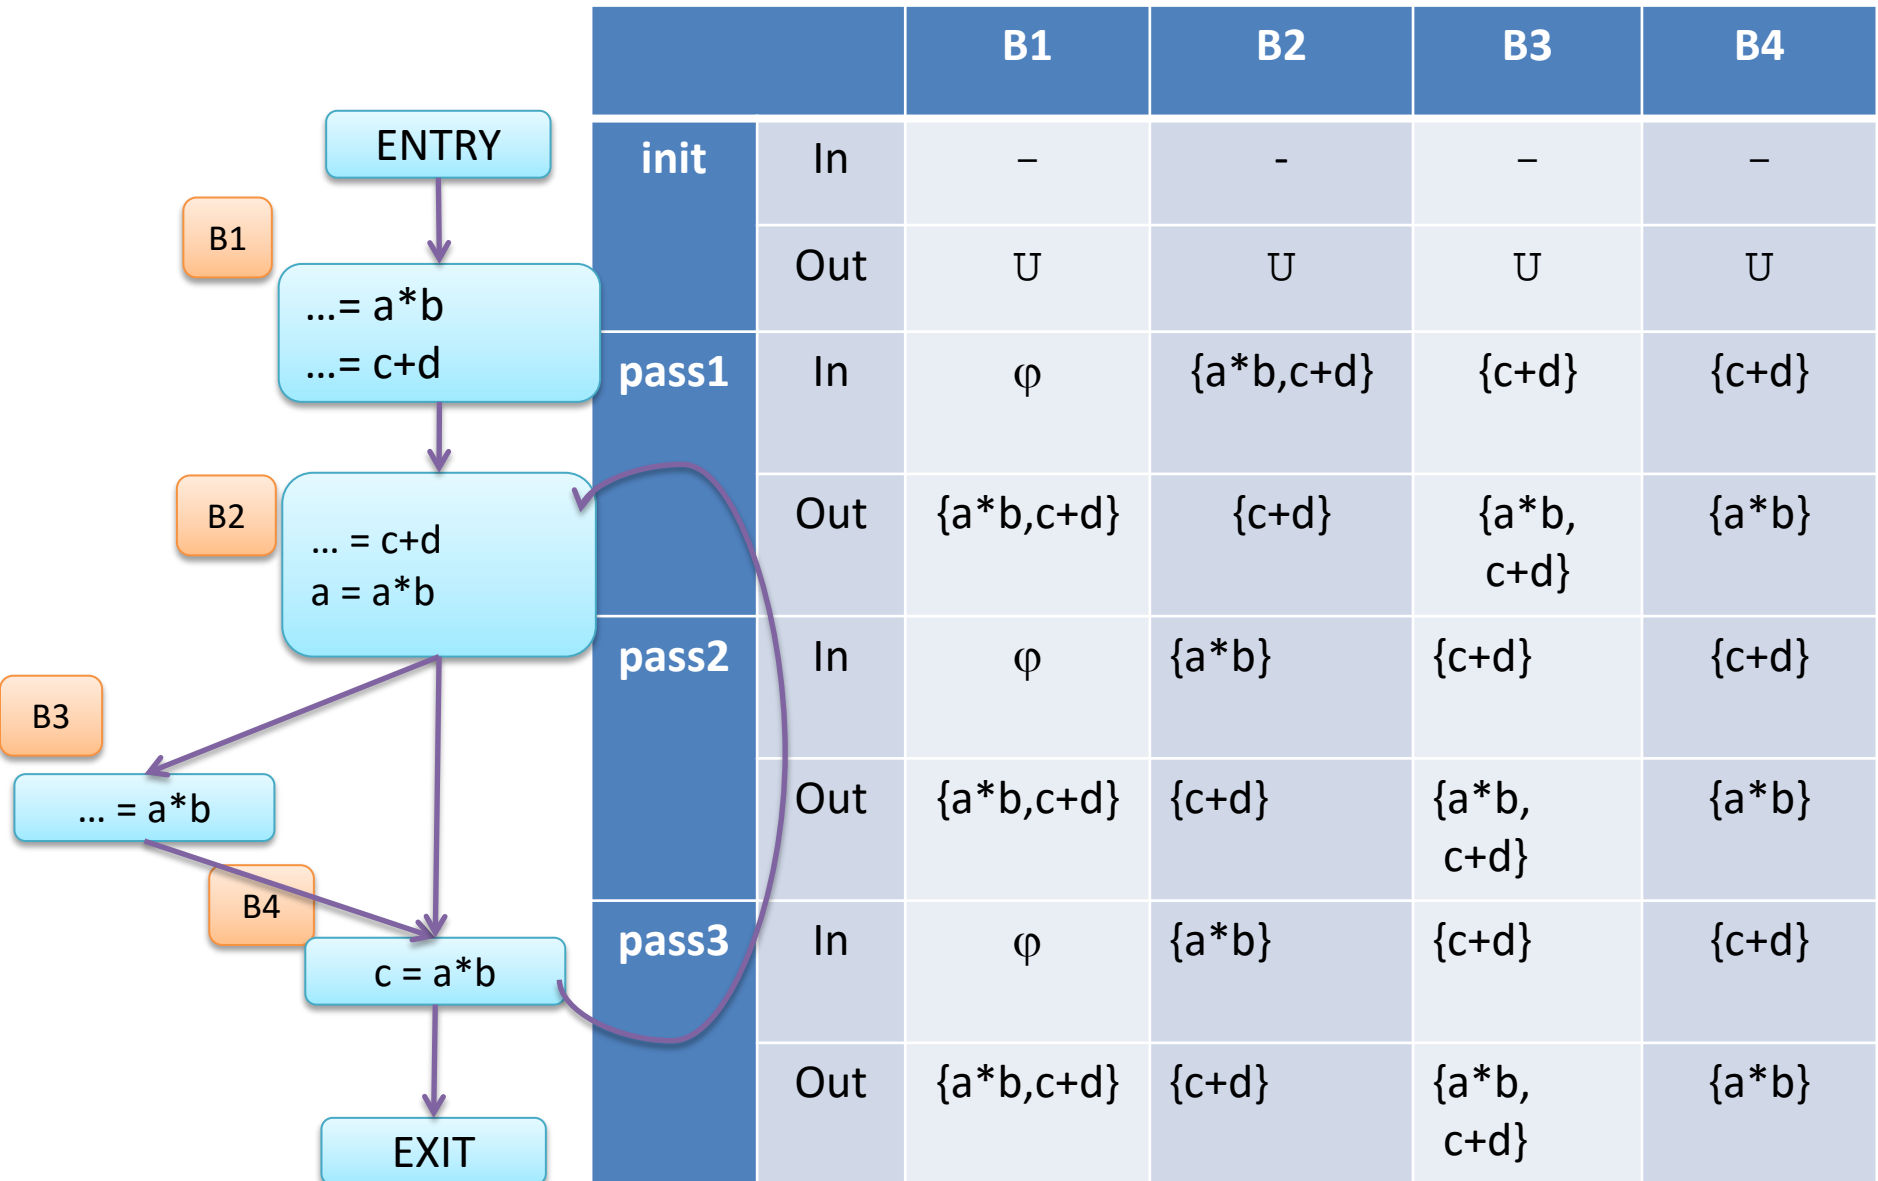 ENTRY
B1
...= a*b
...= c+d
B2
... = c+d
a = a*b
B3
... = a*b
B4
c = a*b
EXIT
B1 B2 B3 B4
init In – - – –
Out U U U U
pass1 In φ {a*b,c+d} {c+d} {c+d}
Out {a*b,c+d} {c+d} {a*b, {a*b}
c+d}
pass2 In φ {a*b} {c+d} {c+d}
Out {a*b,c+d} {c+d} {a*b, {a*b}
c+d}
pass3 In φ {a*b} {c+d} {c+d}
Out {a*b,c+d} {c+d} {a*b, {a*b}
c+d}